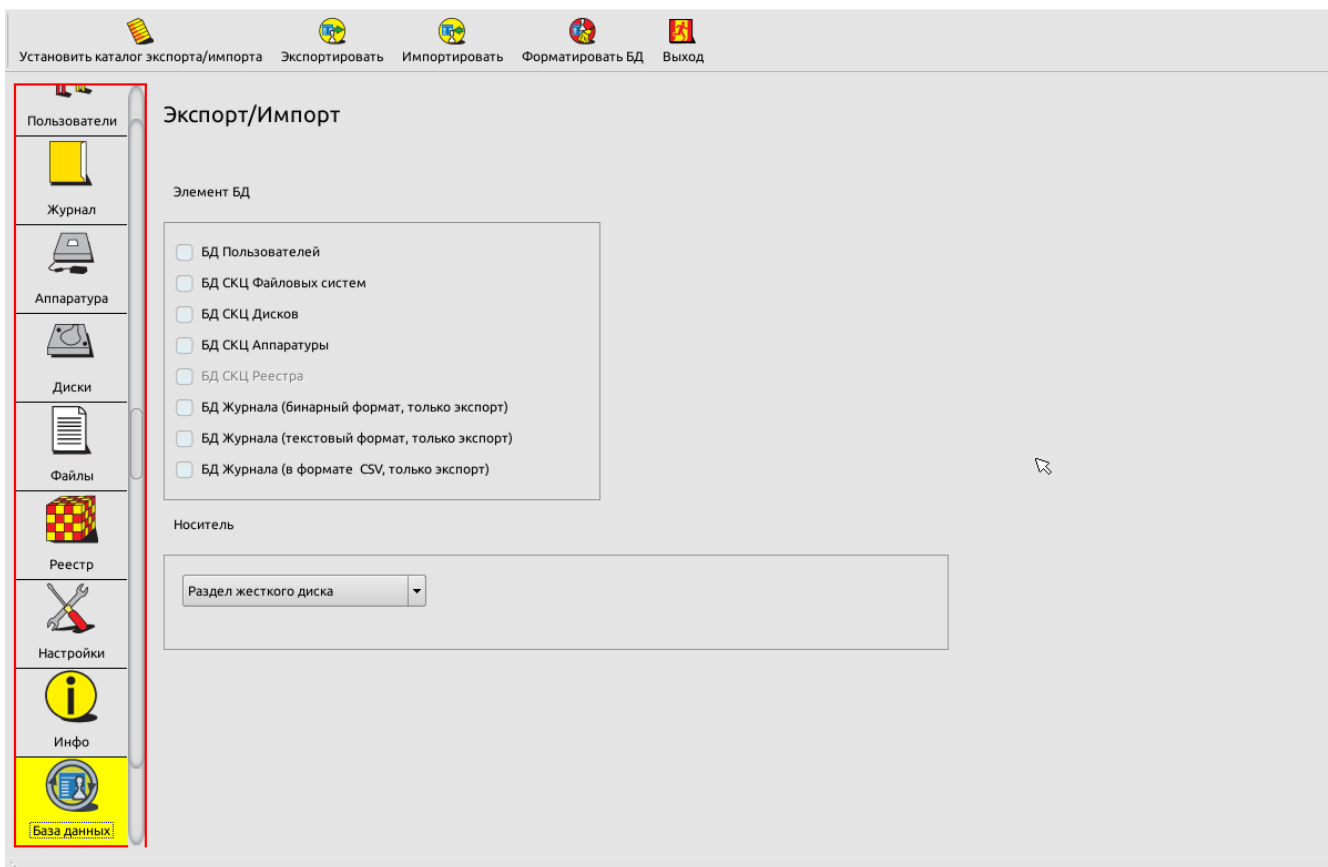 Установить каталог экспорта/импорта Экспортировать Импортировать Форматировать БД Выход
Пользователи
Журнал
Аппаратура
Диски
Файлы
Реестр
Настройки
Инфо
База данных
Экспорт/Импорт
Элемент БД
БД Пользователей
БД СКЦ Файловых систем
БД СКЦ Дисков
БД СКЦ Аппаратуры
БД СКЦ Реестра
БД Журнала (бинарный формат, только экспорт)
БД Журнала (текстовый формат, только экспорт)
БД Журнала (в формате CSV, только экспорт)
Носитель
Раздел жесткого диска